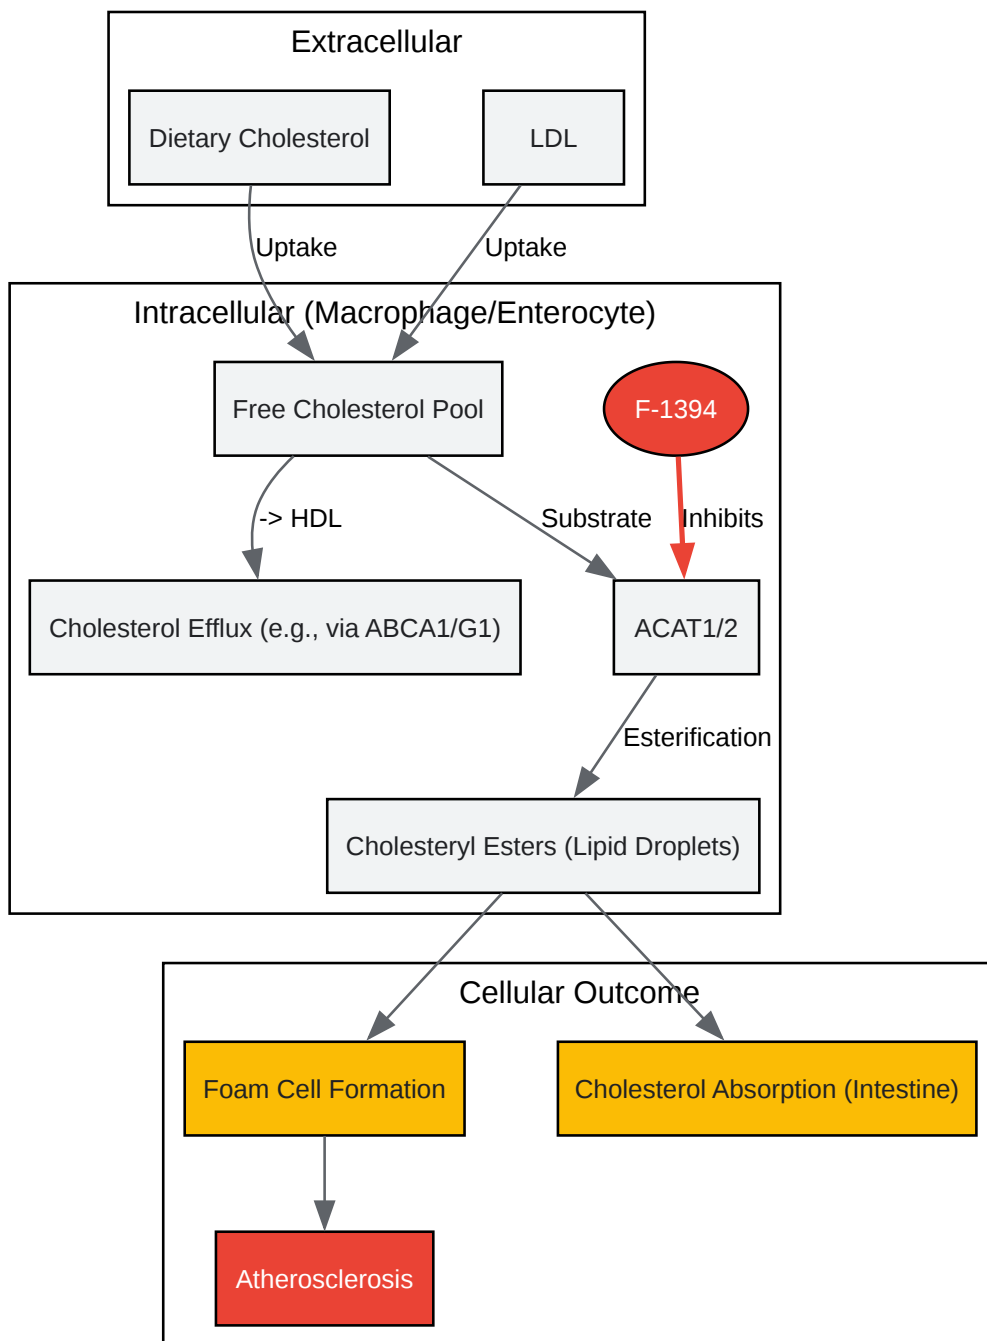 Extracellular
Dietary Cholesterol
LDL
Uptake
Uptake
Intracellular (Macrophage/Enterocyte)
Free Cholesterol Pool
F-1394
-> HDL
Substrate
Inhibits
Cholesterol Efflux (e.g., via ABCA1/G1)
ACAT1/2
Esterification
Cholesteryl Esters (Lipid Droplets)
Cellular Outcome
Foam Cell Formation
Cholesterol Absorption (Intestine)
Atherosclerosis